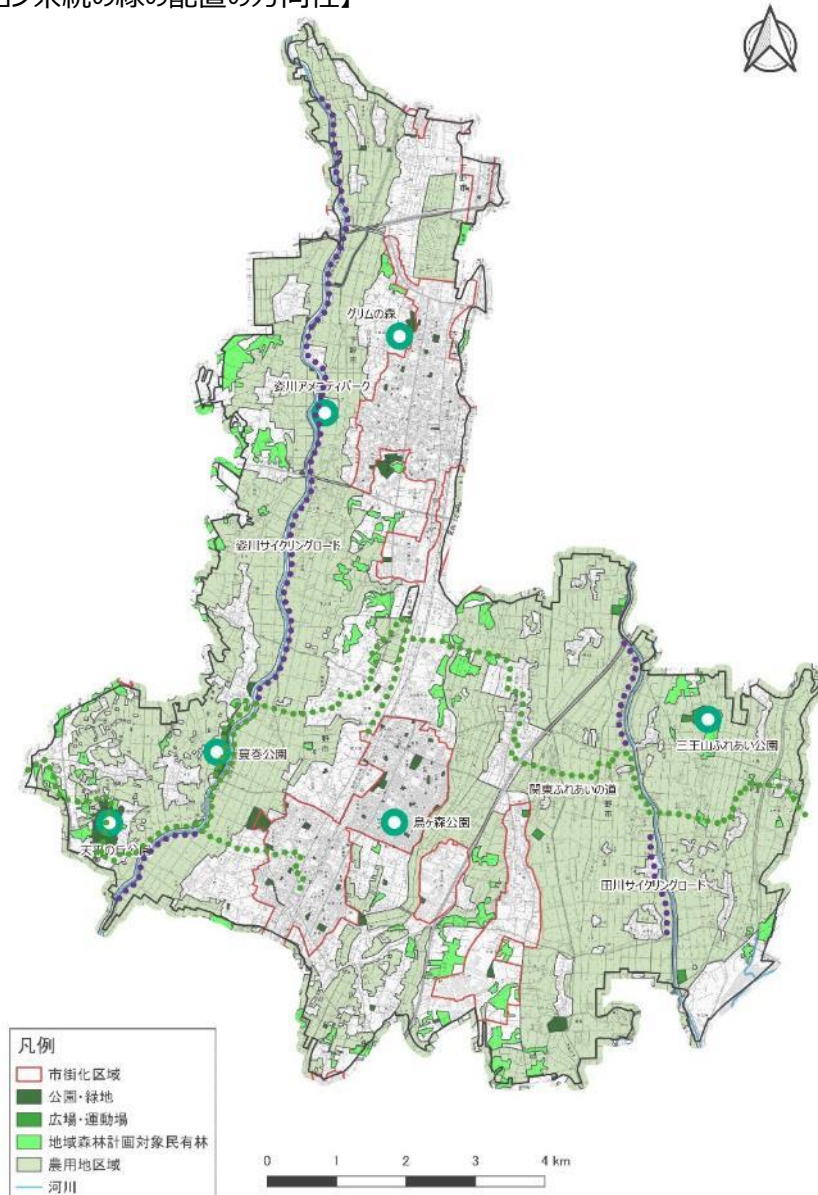 系統の緑の配置の方向性】
グリムの森
姿川アメニティパーク
姿川サイクリングロード
三王山ふれあい公園
夏巻公園
関東ふれあいの道
烏ヶ森公園
天平の丘公園
田川サイクリングロード
凡例
市街化区域
公園・緑地
広場・運動場
地域森林計画対象民有林
農用地区域
河川
0 1 2 3 4 km